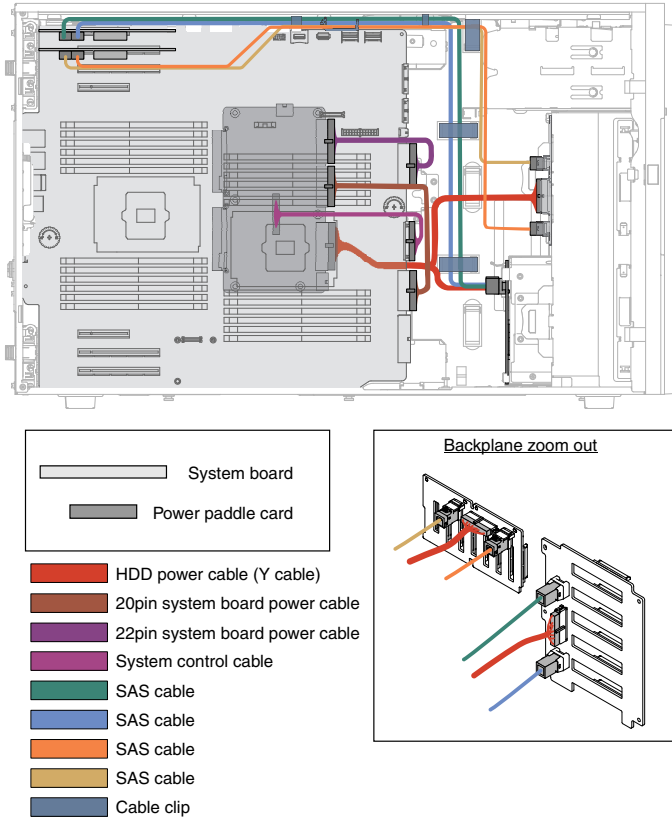 System board
Power paddle card
HDD power cable (Y cable)
20pin system board power cable
22pin system board power cable
System control cable
SAS cable
SAS cable
SAS cable
SAS cable
Cable clip
Backplane zoom out